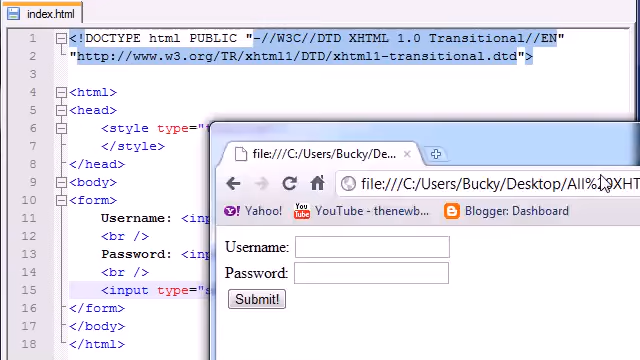 index.html
1 <!DOCTYPE html PUBLIC "-//W3C//DTD XHTML 1.0 Transitional//EN"
2 "http://www.w3.org/TR/xhtml1/DTD/xhtml1-transitional.dtd">
3
4 <html>
5 <head>
6 <style type=
7 </style>
8 </head>
9 <body>
10 <form>
11 Username: <inp
12 <br />
13 Password: <inp
14 <br />
15 <input type="s
16 </form>
17 </body>
18 </html>
file:///C:/Users/Bucky/De...
file:///C:/Users/Bucky/Desktop/All%20XHT
Yahoo! YouTube - thenewb... Blogger: Dashboard
Username:
Password:
Submit!